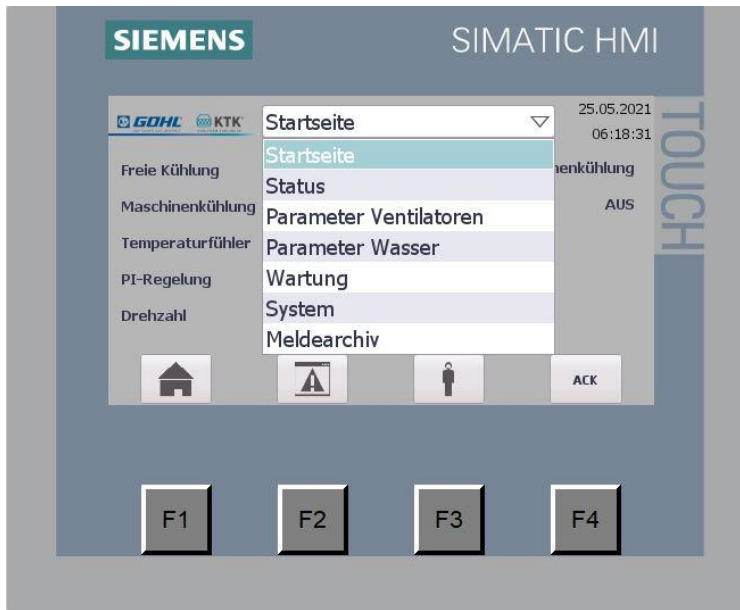 SIEMENS
SIMATIC HMI
TOUCH
GOHL KTK
Startseite
25.05.2021
06:18:31
Startseite
Status
Parameter Ventilatoren
Parameter Wasser
Wartung
System
Meldearchiv
Freie Kühlung
Maschinenkühlung
Temperaturfühler
PI-Regelung
Drehzahl
nenkühlung
AUS
ACK
F1
F2
F3
F4